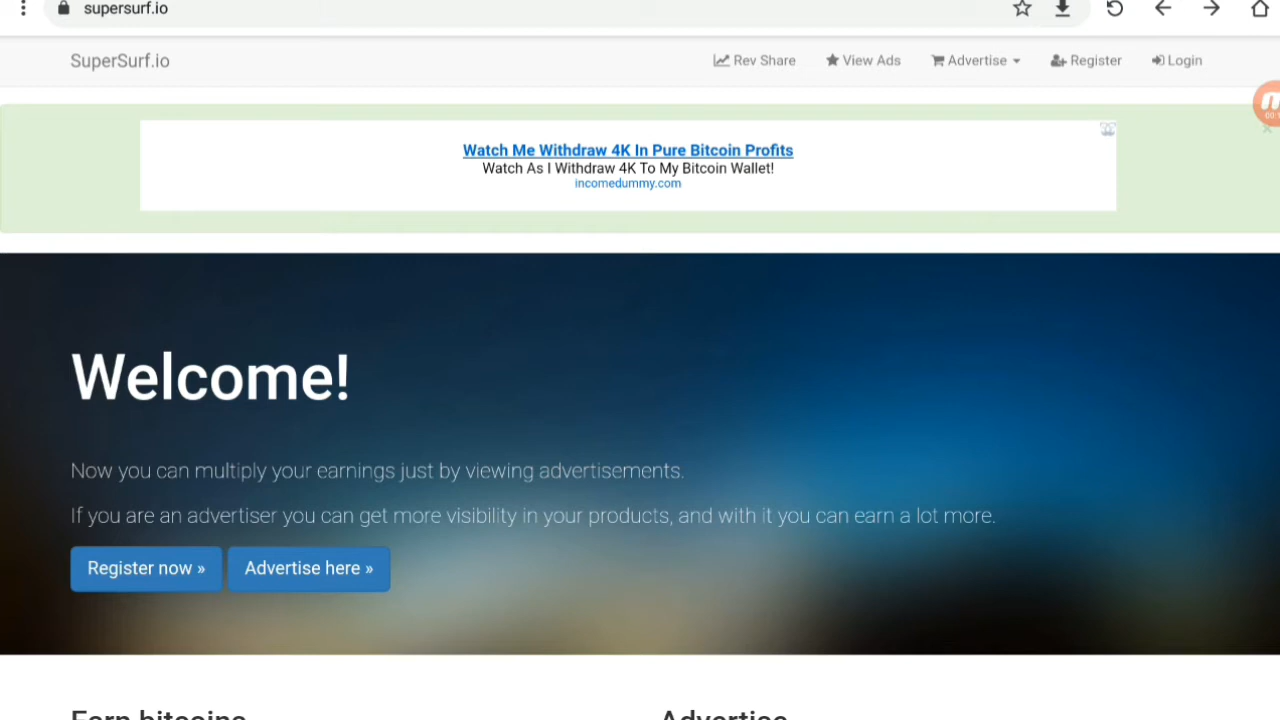 supersurf.io
SuperSurf.io
Rev Share
View Ads
Advertise
Register
Login
Watch Me Withdraw 4K In Pure Bitcoin Profits
Watch As I Withdraw 4K To My Bitcoin Wallet!
incomedummy.com
Welcome!
Now you can multiply your earnings just by viewing advertisements.
If you are an advertiser you can get more visibility in your products, and with it you can earn a lot more.
Register now »
Advertise here »
Earn bitcoins
Advertise